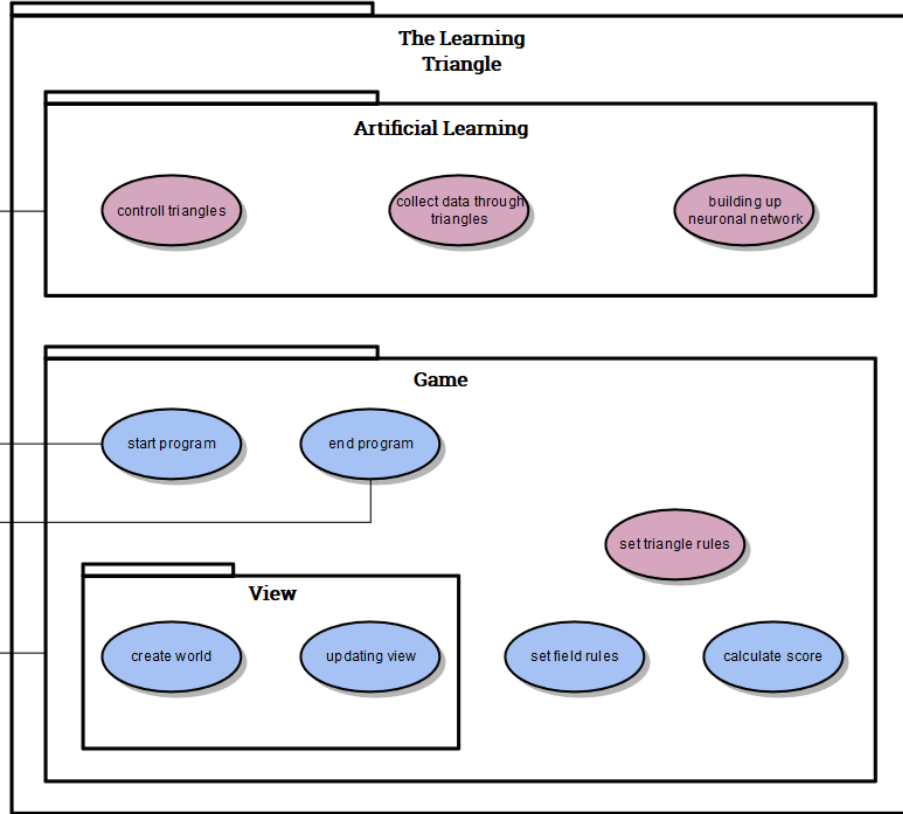 The Learning
Triangle
Artificial Learning
controll triangles
collect data through
triangles
building up
neuronal network
Game
start program
end program
set triangle rules
View
create world
updating view
set field rules
calculate score